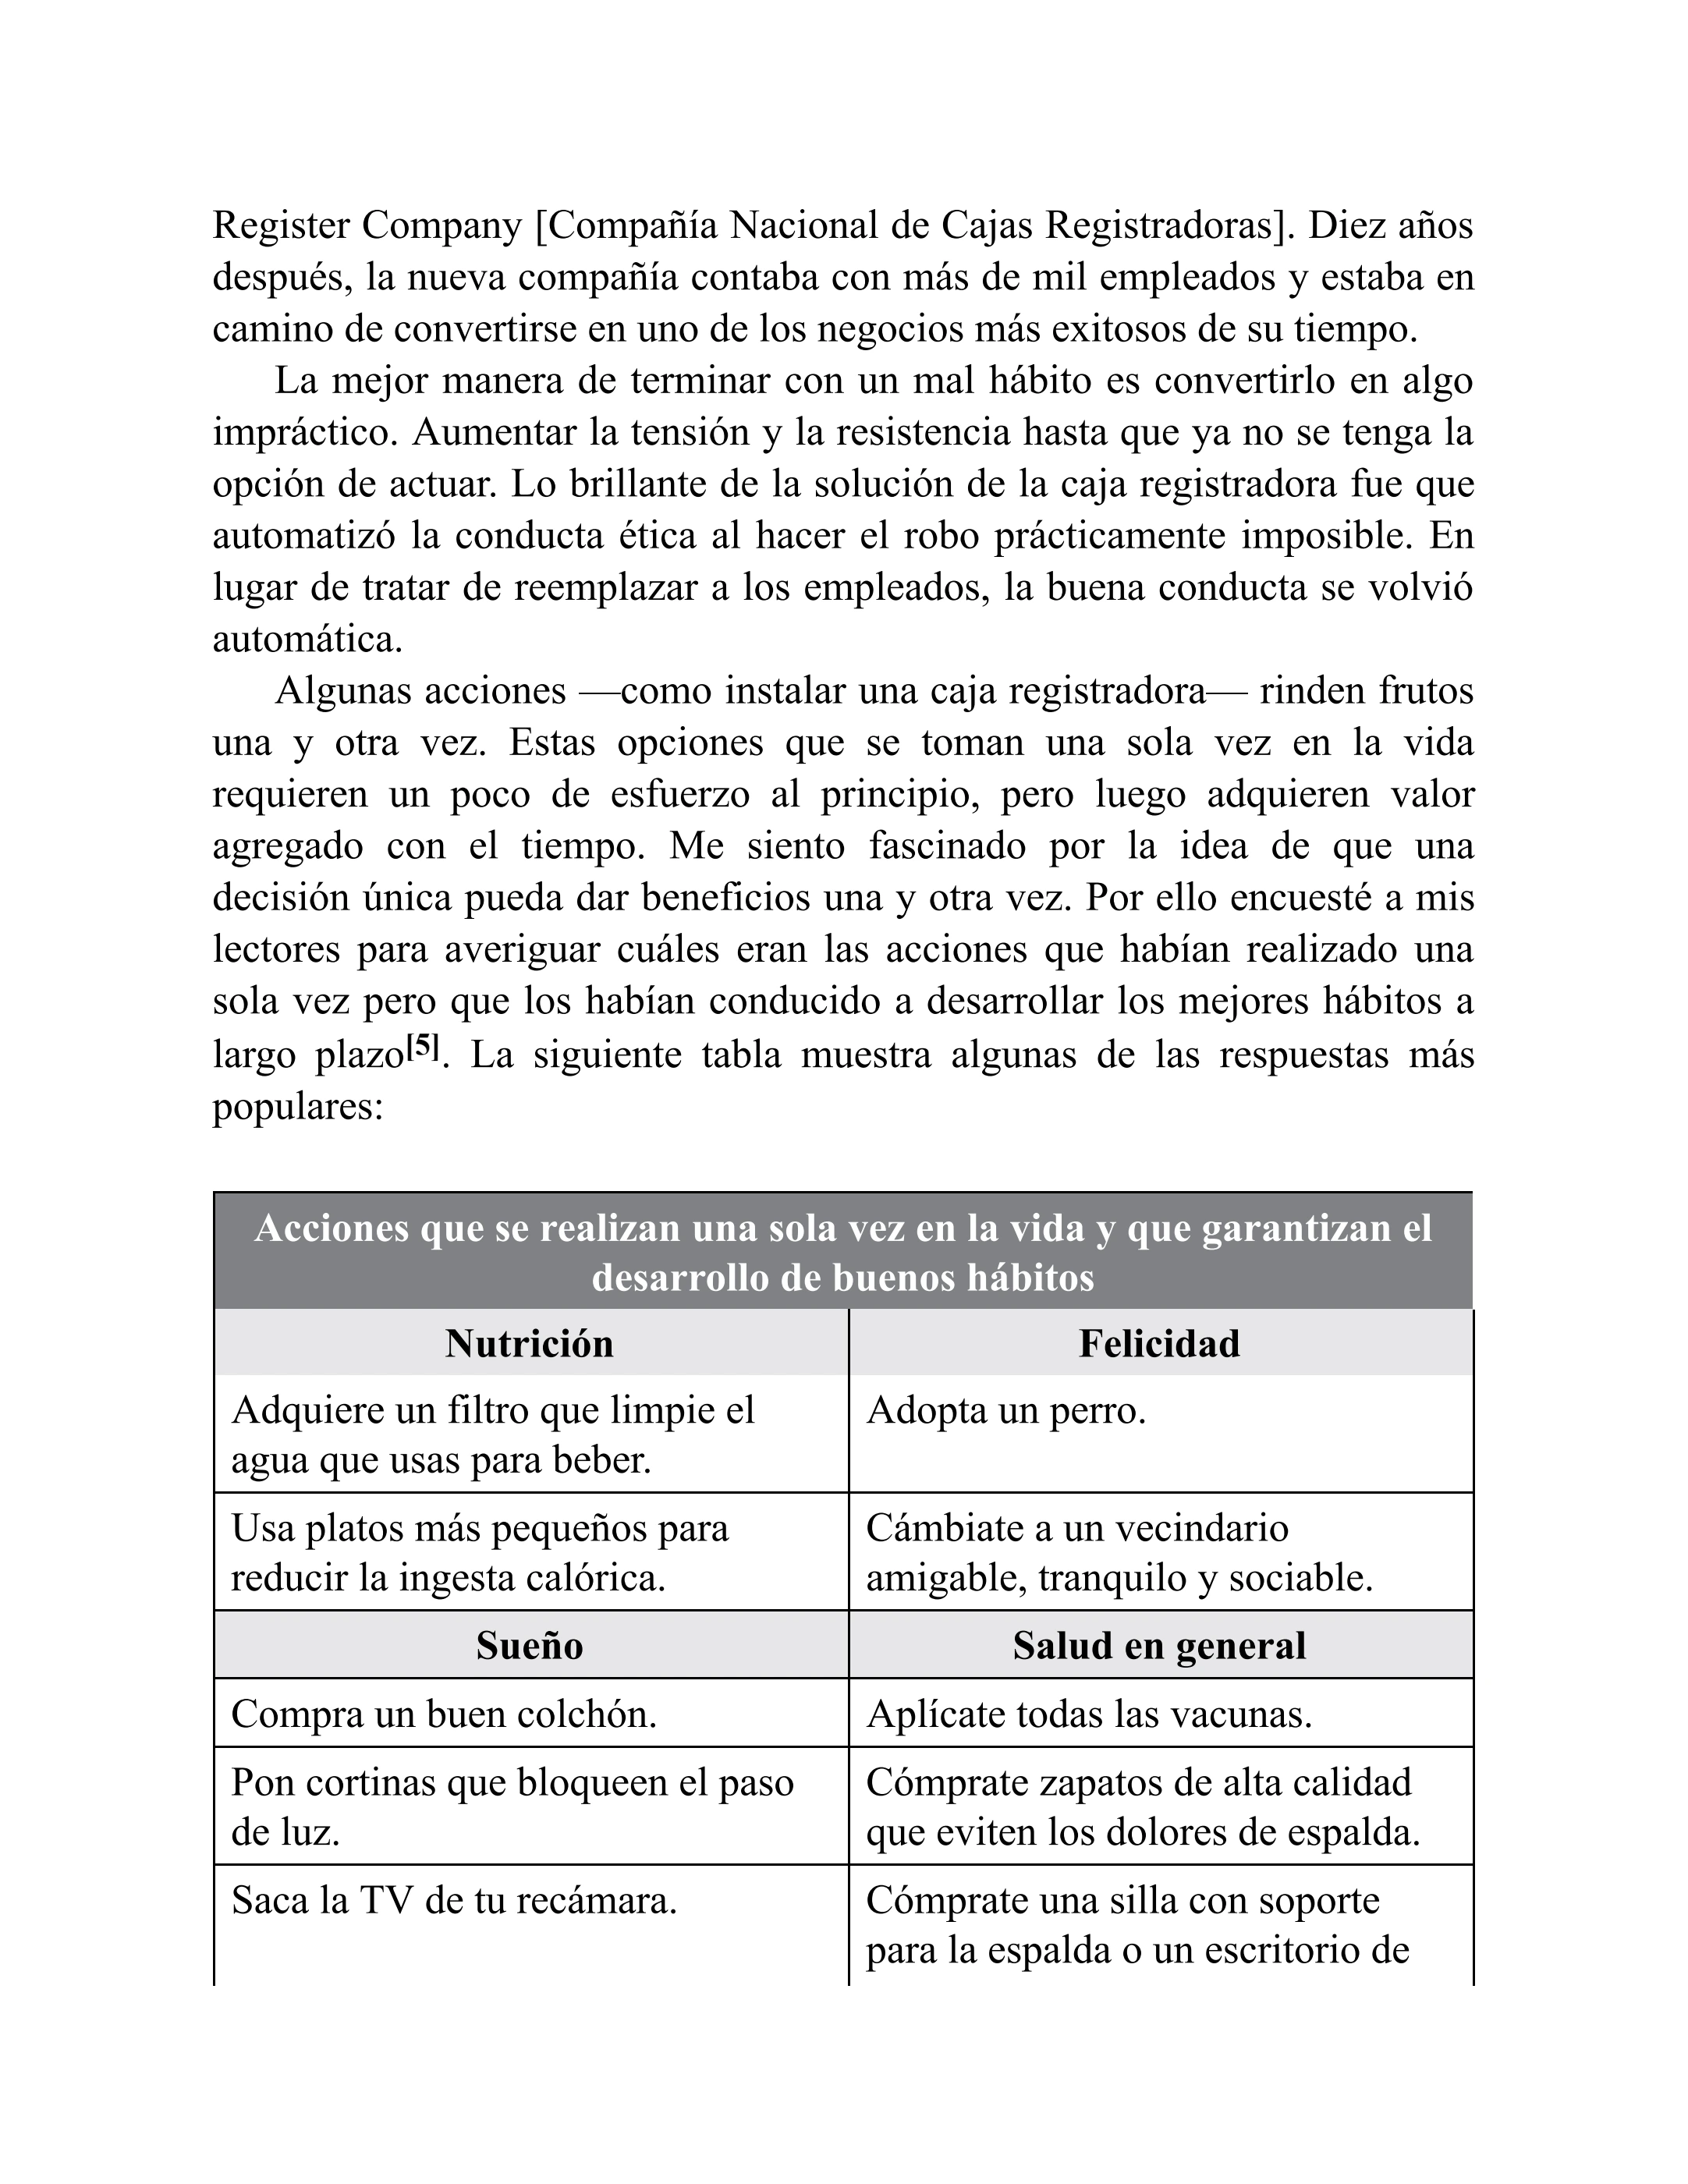 Register Company [Compañía Nacional de Cajas Registradoras]. Diez años
después, la nueva compañía contaba con más de mil empleados y estaba en
camino de convertirse en uno de los negocios más exitosos de su tiempo.
La mejor manera de terminar con un mal hábito es convertirlo en algo
impráctico. Aumentar la tensión y la resistencia hasta que ya no se tenga la
opción de actuar. Lo brillante de la solución de la caja registradora fue que
automatizó la conducta ética al hacer el robo prácticamente imposible. En
lugar de tratar de reemplazar a los empleados, la buena conducta se volvió
automática.
Algunas acciones —como instalar una caja registradora— rinden frutos
una y otra vez. Estas opciones que se toman una sola vez en la vida
requieren un poco de esfuerzo al principio, pero luego adquieren valor
agregado con el tiempo. Me siento fascinado por la idea de que una
decisión única pueda dar beneficios una y otra vez. Por ello encuesté a mis
lectores para averiguar cuáles eran las acciones que habían realizado una
sola vez pero que los habían conducido a desarrollar los mejores hábitos a
largo plazo[5]. La siguiente tabla muestra algunas de las respuestas más
populares:
Acciones que se realizan una sola vez en la vida y que garantizan el
desarrollo de buenos hábitos
Nutrición
Felicidad
Adquiere un filtro que limpie el
agua que usas para beber.
Adopta un perro.
Usa platos más pequeños para
reducir la ingesta calórica.
Cámbiate a un vecindario
amigable, tranquilo y sociable.
Sueño
Salud en general
Compra un buen colchón.
Aplícate todas las vacunas.
Pon cortinas que bloqueen el paso
de luz.
Cómprate zapatos de alta calidad
que eviten los dolores de espalda.
Saca la TV de tu recámara.
Cómprate una silla con soporte
para la espalda o un escritorio de